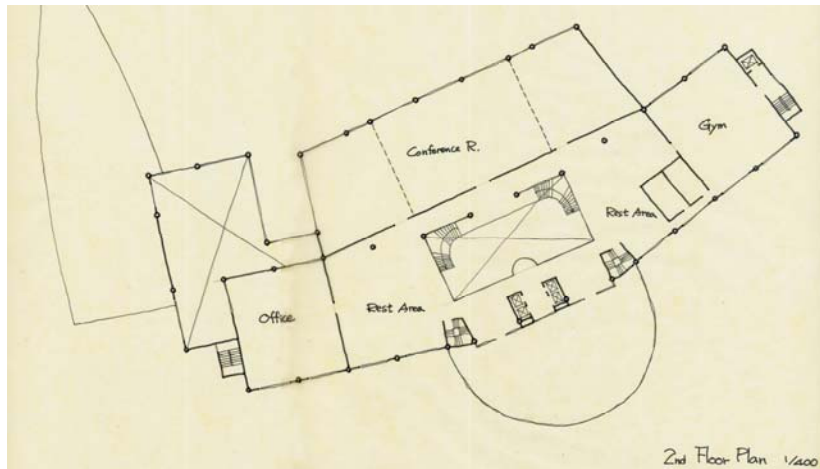 Gym
Conference R.
Rest Area
Office
Rest Area
2nd Floor Plan 1/400